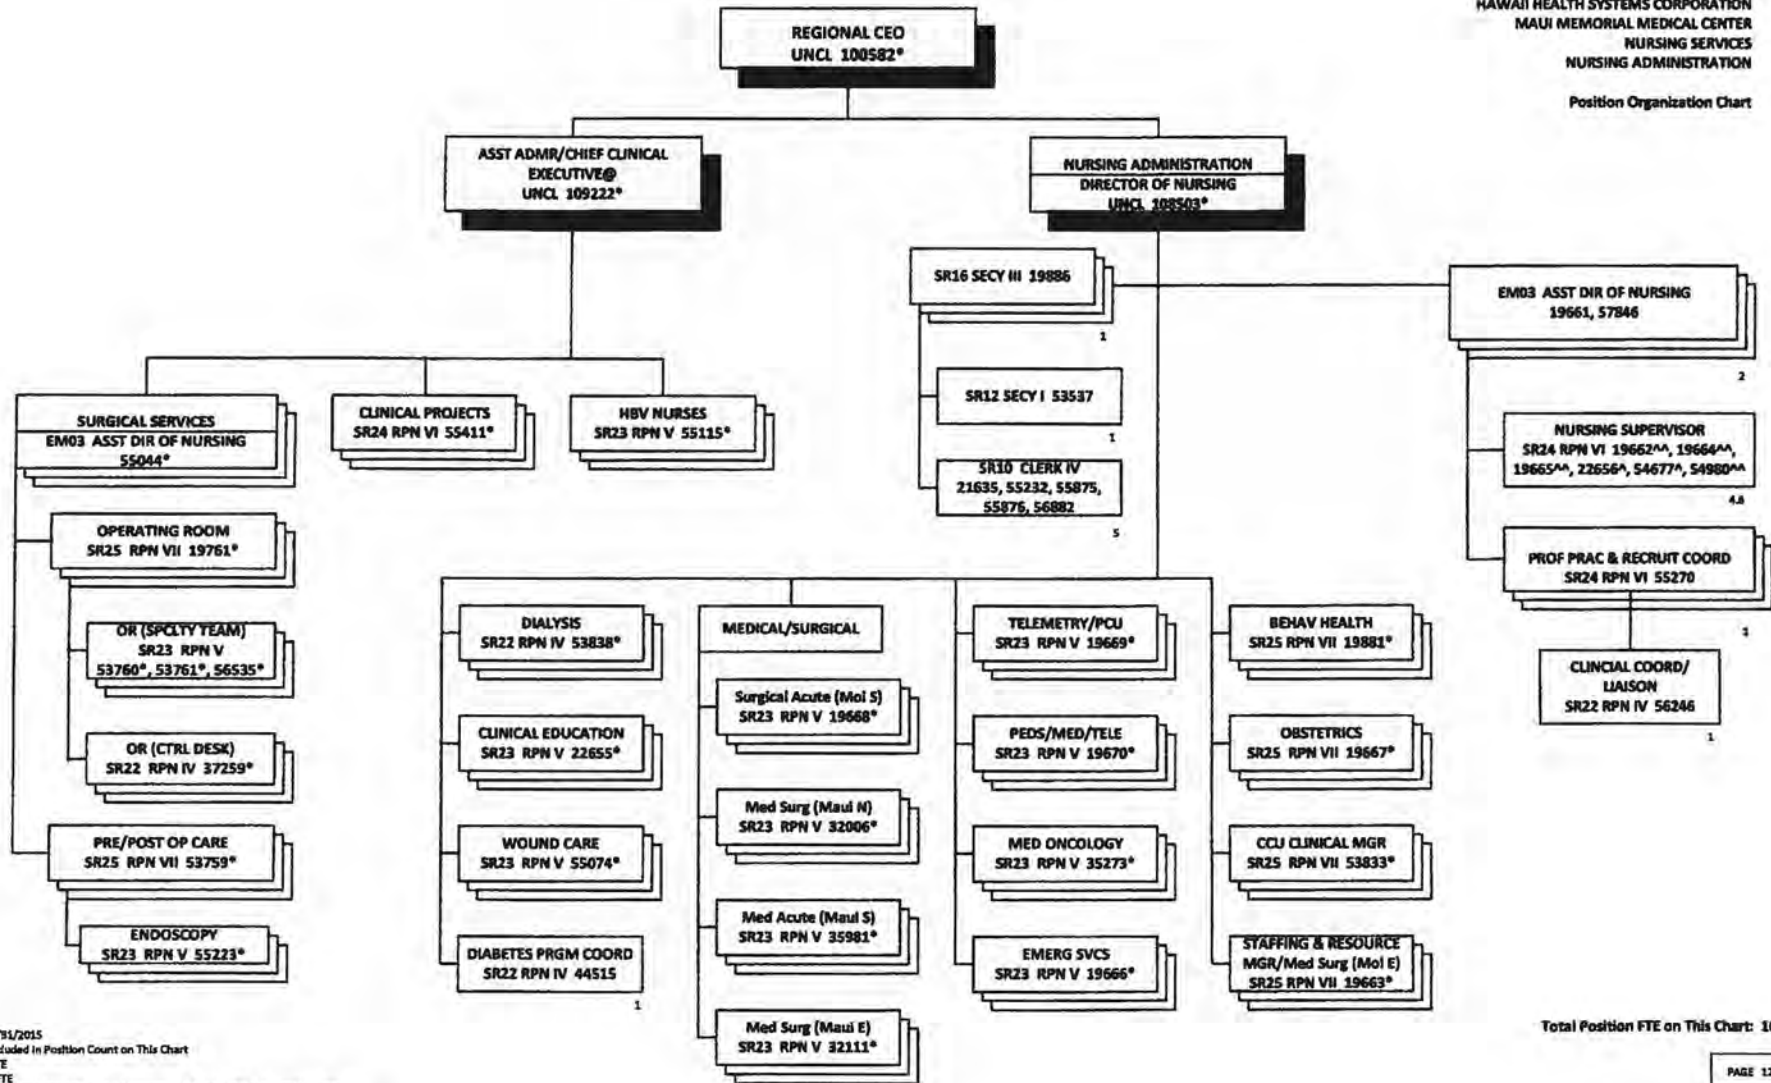 HAWAII HEALTH SYSTEMS CORPORATION
MAUI MEMORIAL MEDICAL CENTER
NURSING SERVICES
NURSING ADMINISTRATION
Position Organization Chart
REGIONAL CEO
UNCL 100582*
ASST ADMR/CHIEF CLINICAL
EXECUTIVE@
UNCL 109222*
NURSING ADMINISTRATION
DIRECTOR OF NURSING
UNCL 108503*
SR16 SECY III 19886
1
SR12 SECY I 53537
1
SR10 CLERK IV
21635, 55232, 55875,
55876, 56882
5
EM03 ASST DIR OF NURSING
19661, 57846
2
NURSING SUPERVISOR
SR24 RPN VI 19662^^, 19664^^,
19665^^, 22656^, 54677^, 54980^^
PROF PRAC & RECRUIT COORD
SR24 RPN VI 55270
1
CLINCIAL COORD/
LIAISON
SR22 RPN IV 56246
1
SURGICAL SERVICES
EM03 ASST DIR OF NURSING
55044*
CLINICAL PROJECTS
SR24 RPN VI 55411*
HBV NURSES
SR23 RPN V 55115*
OPERATING ROOM
SR25 RPN VII 19761*
OR (SPCLTY TEAM)
SR23 RPN V
53760*, 53761*, 56535*
OR (CTRL DESK)
SR22 RPN IV 37259*
PRE/POST OP CARE
SR25 RPN VII 53759*
ENDOSCOPY
SR23 RPN V 55223*
DIALYSIS
SR22 RPN IV 53838*
CLINICAL EDUCATION
SR23 RPN V 22655*
WOUND CARE
SR23 RPN V 55074*
DIABETES PRGM COORD
SR22 RPN IV 44515
1
MEDICAL/SURGICAL
Surgical Acute (Mol S)
SR23 RPN V 19668*
Med Surg (Maui N)
SR23 RPN V 32006*
Med Acute (Maui S)
SR23 RPN V 35981*
Med Surg (Maui E)
SR23 RPN V 32111*
TELEMETRY/PCU
SR23 RPN V 19669*
PEDS/MED/TELE
SR23 RPN V 19670*
MED ONCOLOGY
SR23 RPN V 35273*
EMERG SVCS
SR23 RPN V 19666*
BEHAV HEALTH
SR25 RPN VII 19881*
OBSTETRICS
SR25 RPN VII 19667*
CCU CLINICAL MGR
SR25 RPN VII 53833*
STAFFING & RESOURCE
MGR/Med Surg (Mol E)
SR25 RPN VII 19663*
/31/2015
in Position Count on This Chart
Total Position FTE on This Chart:
PAGE 12